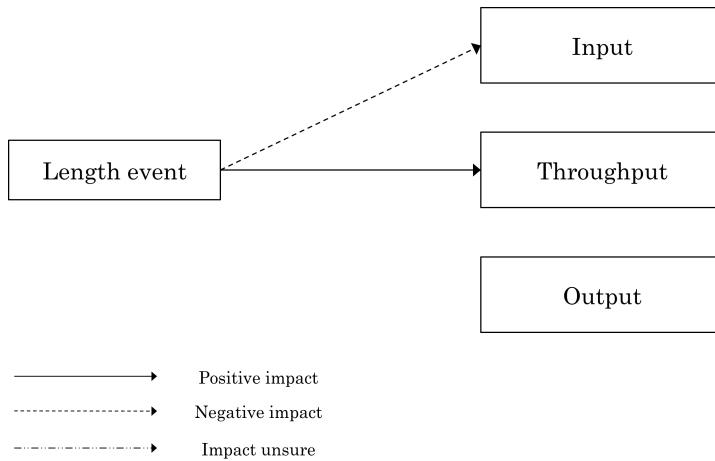 Input
Length event
Throughput
Output
Positive impact
Negative impact
Impact unsure